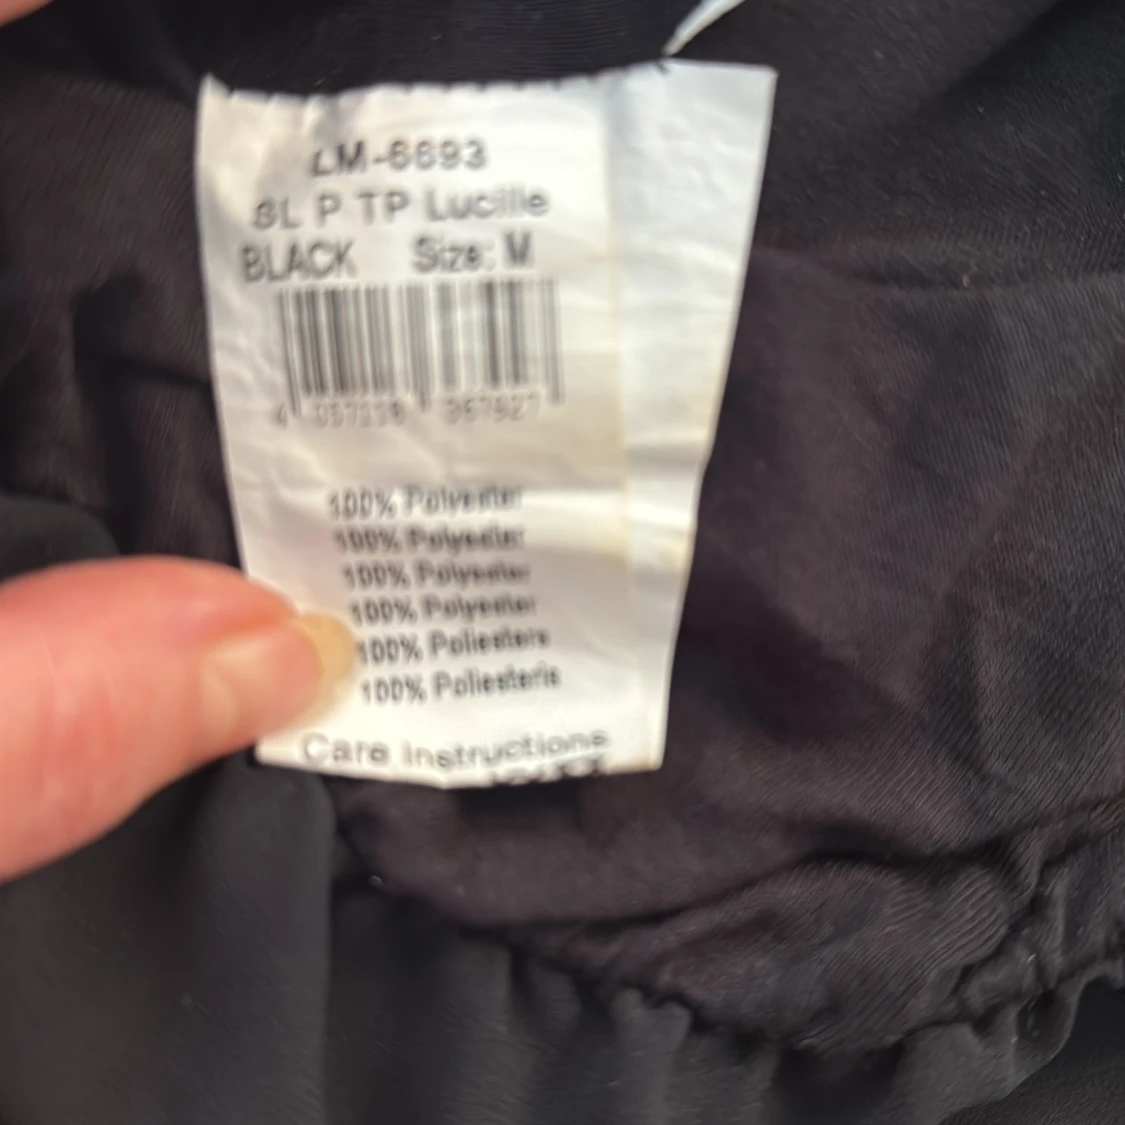 LM-6693
SL P TP Lucille
BLACK Size: M
100% Polyester
100% Polyester
100% Polyester
100% Polyester
100% Poliesters
100% Poliesteris
Care Instructions